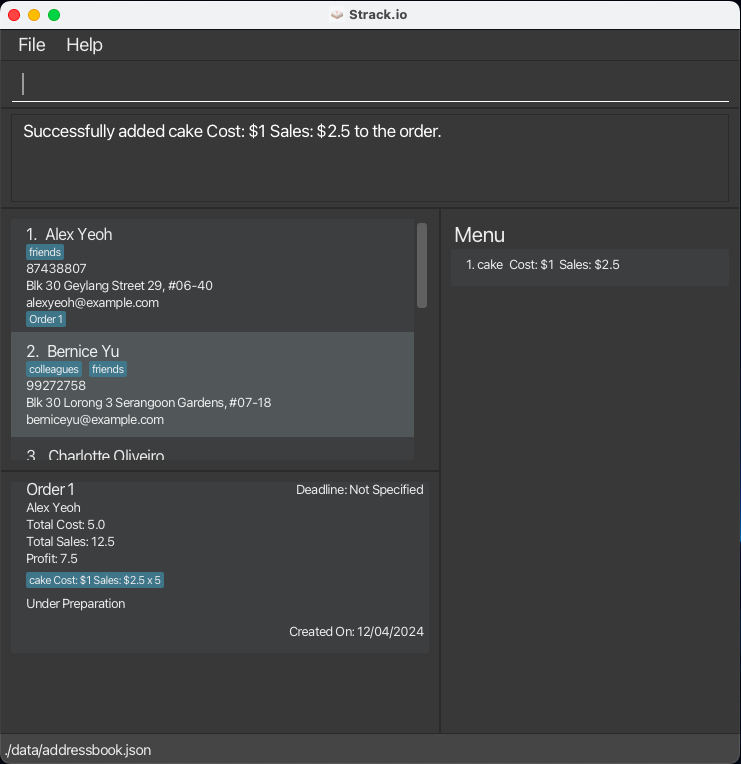 Strack.io
File Help
Successfully added cake Cost: $1 Sales: $2.5 to the order.
1. Alex Yeoh
friends
87438807
Blk 30 Geylang Street 29, #06-40
alexyeoh@example.com
Order 1
2. Bernice Yu
colleagues friends
99272758
Blk 30 Lorong 3 Serangoon Gardens, #07-18
berniceyu@example.com
3. Charlotte Oliveiro
Order 1 Deadline: Not Specified
Alex Yeoh
Total Cost: 5.0
Total Sales: 12.5
Profit: 7.5
cake Cost: $1 Sales: $2.5 x 5
Under Preparation
Created On: 12/04/2024
Menu
1. cake Cost: $1 Sales: $2.5
./data/addressbook.json